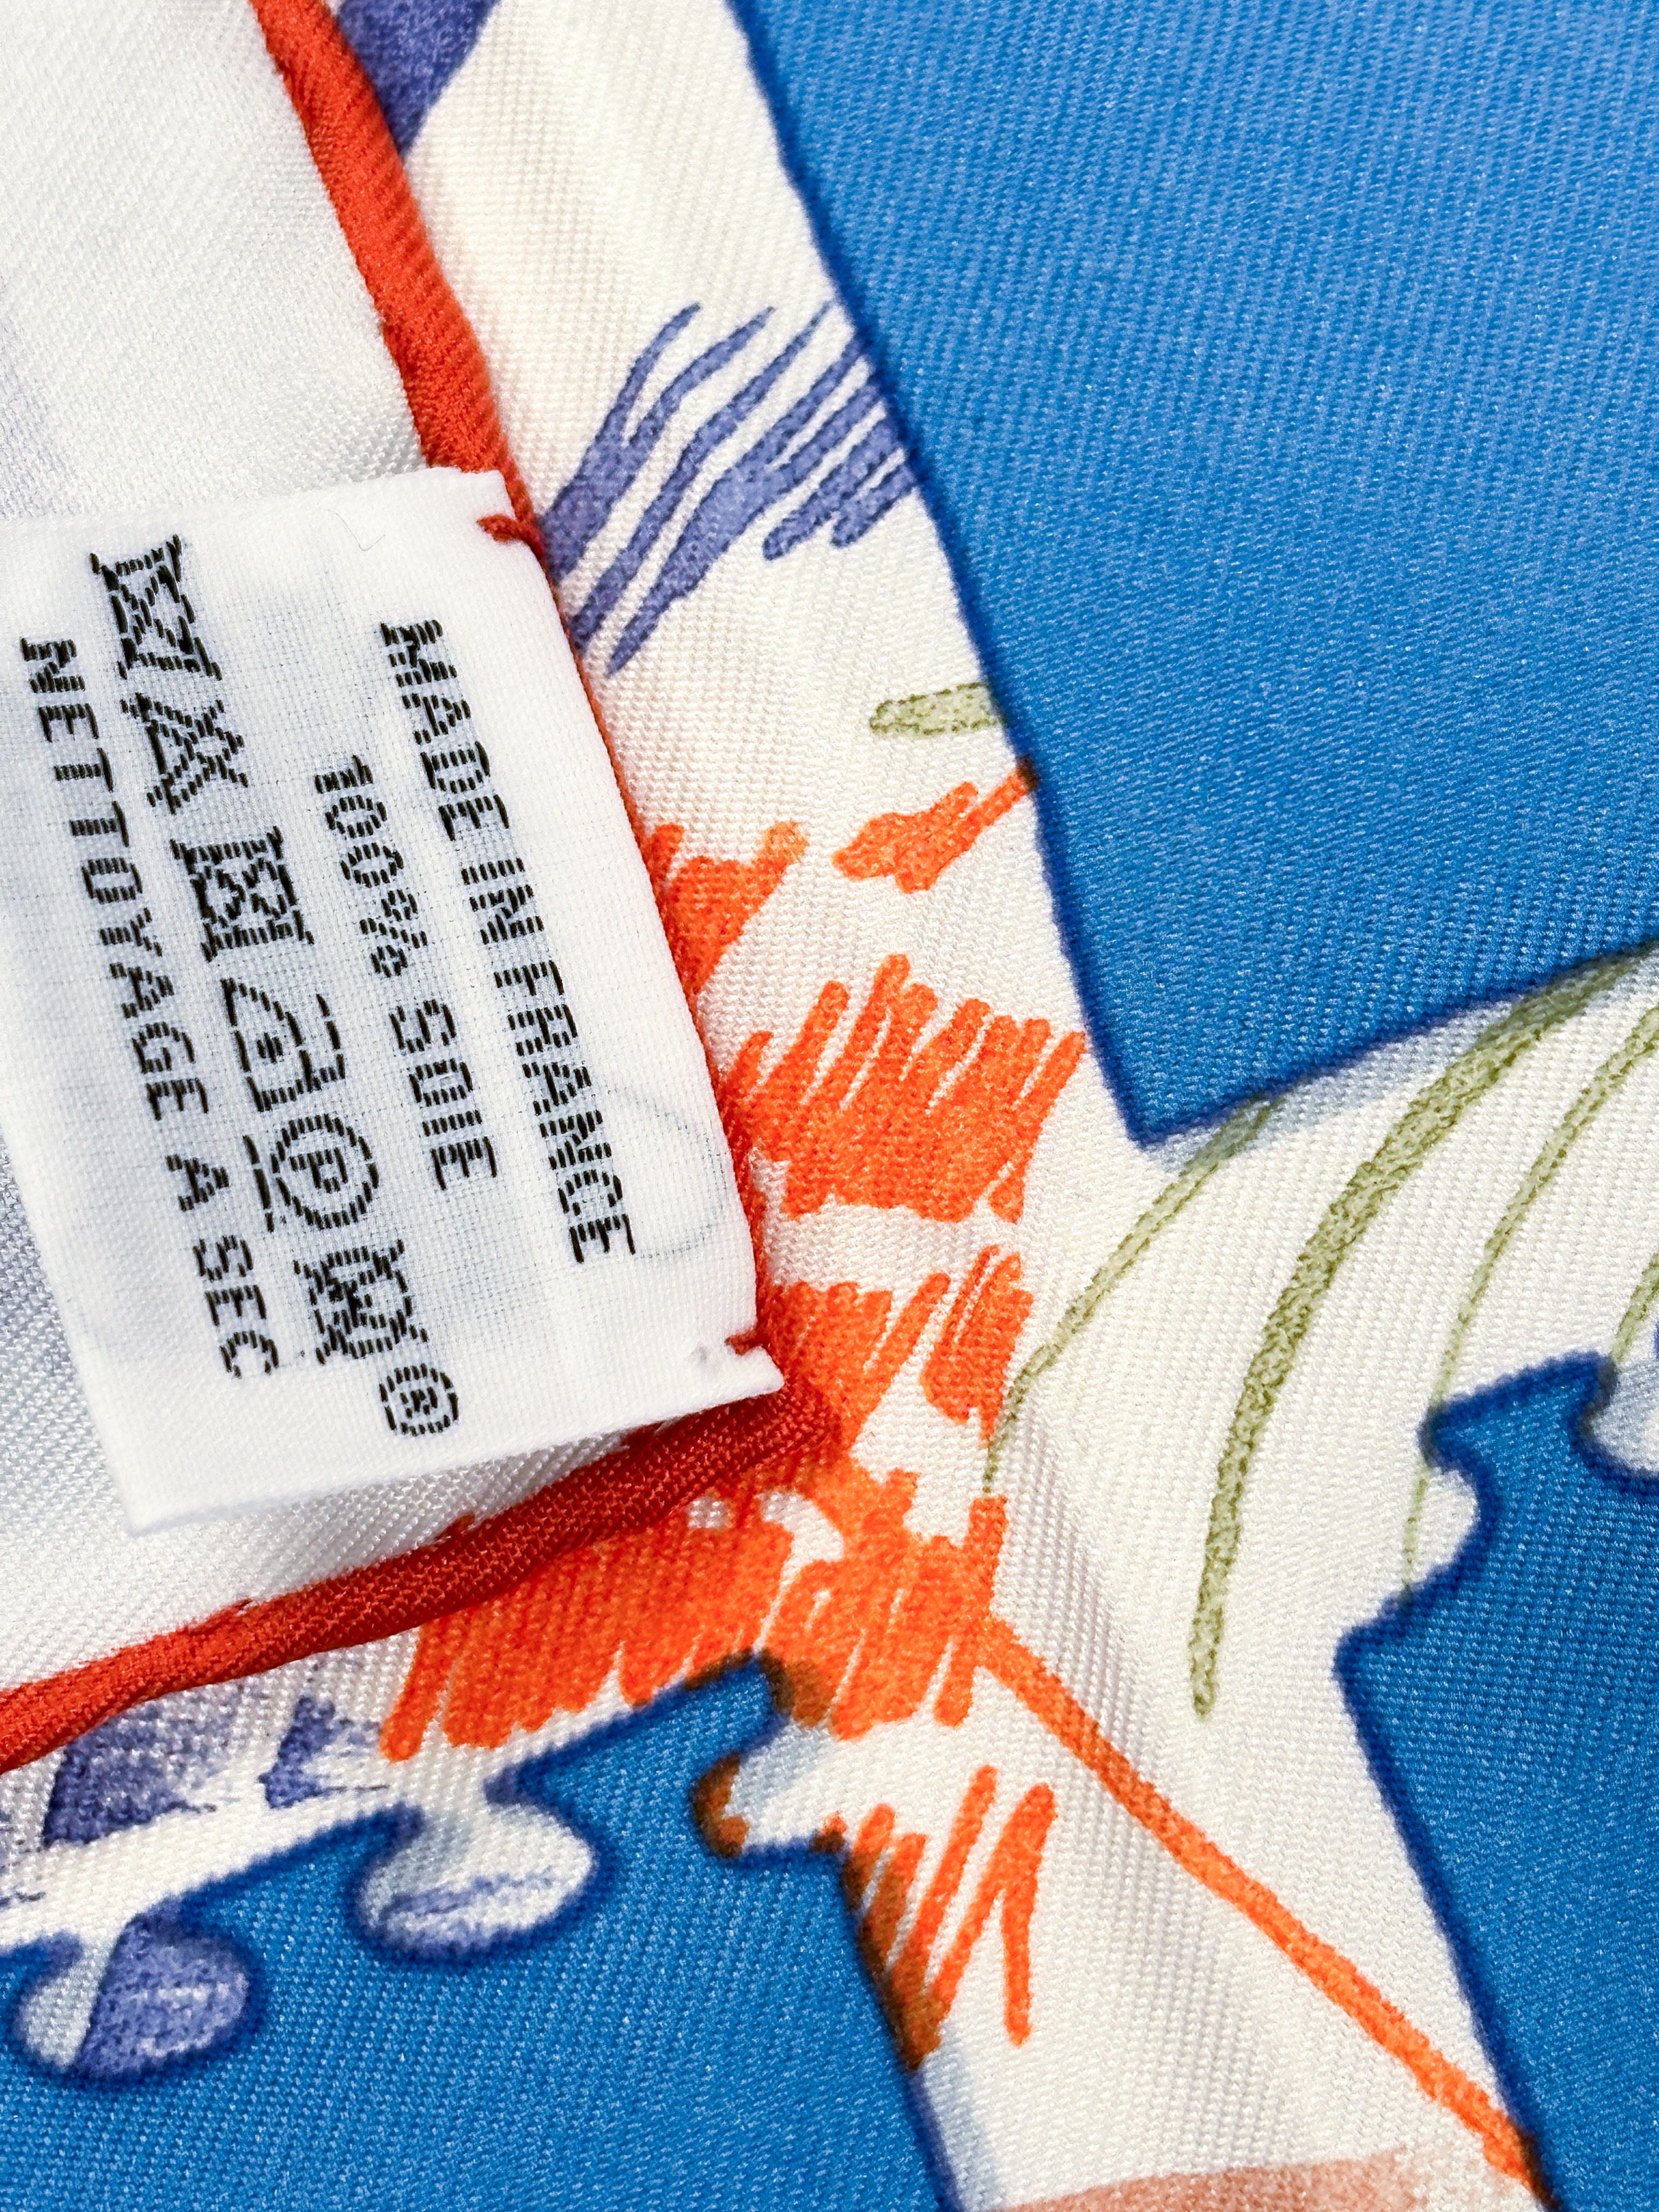 MADE IN FRANCE
100% SOIE
P ®
NETTOYAGE A SEC